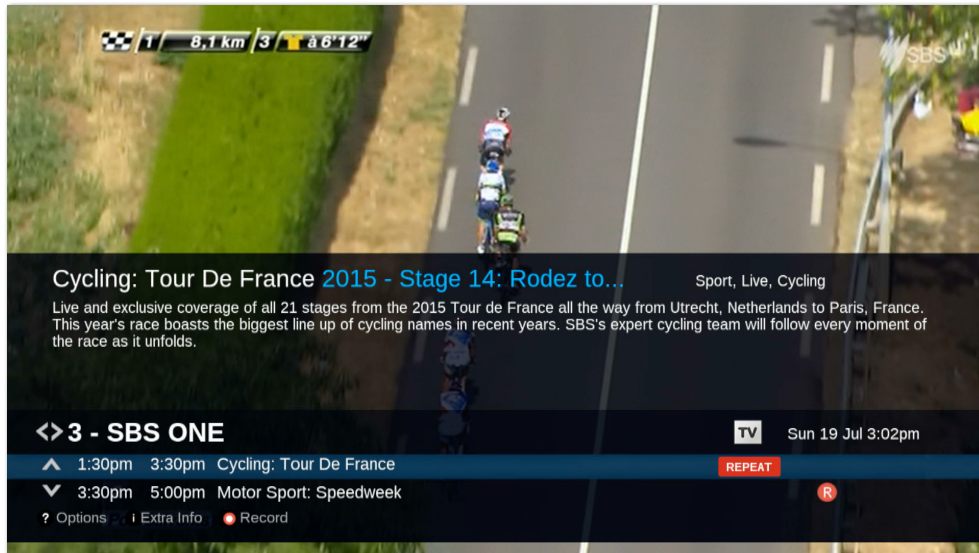 1 8,1 km 3 à 6'12"
SBS
Cycling: Tour De France 2015 - Stage 14: Rodez to...
Sport, Live, Cycling
Live and exclusive coverage of all 21 stages from the 2015 Tour de France all the way from Utrecht, Netherlands to Paris, France.
This year's race boasts the biggest line up of cycling names in recent years. SBS's expert cycling team will follow every moment of
the race as it unfolds.
3 - SBS ONE
TV
Sun 19 Jul 3:02pm
1:30pm 3:30pm Cycling: Tour De France REPEAT
3:30pm 5:00pm Motor Sport: Speedweek R
? Options i Extra Info Record